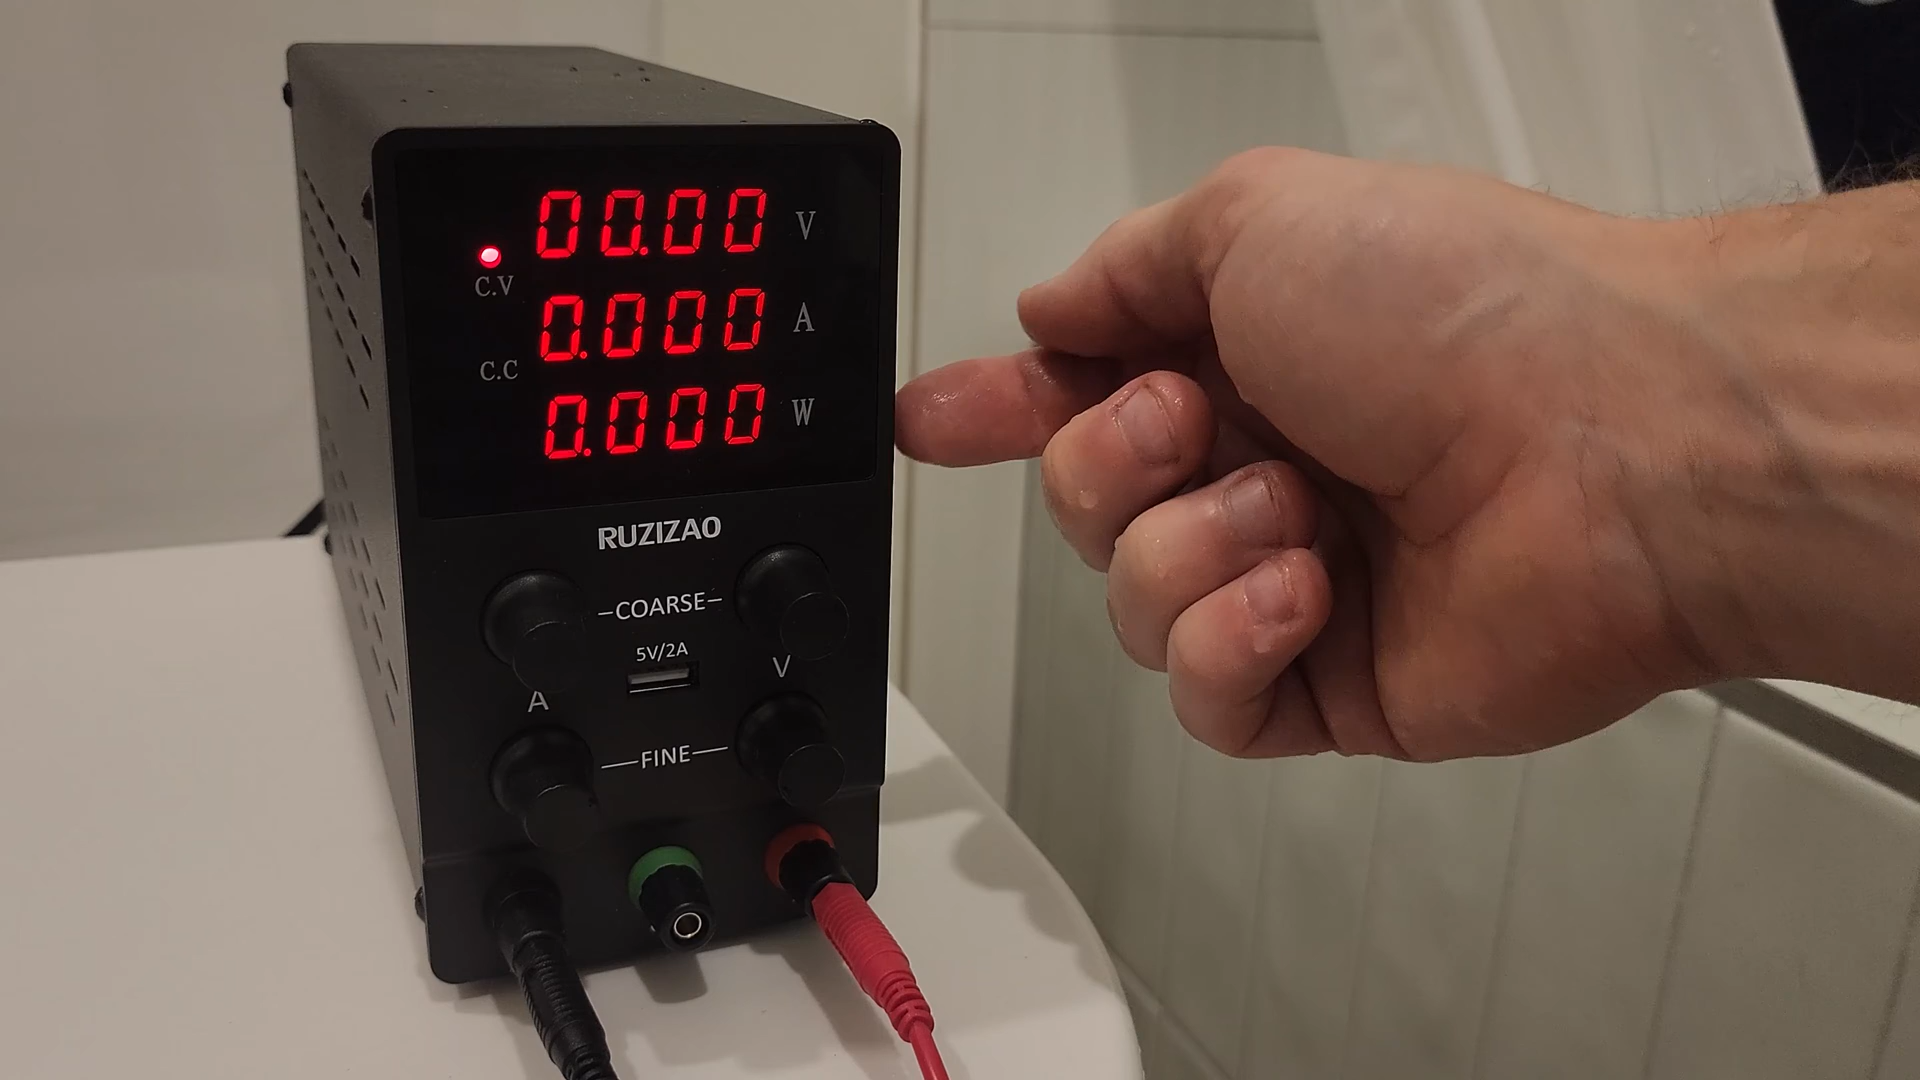 00.00 V
C.V
0.000 A
C.C
0.000 W
RUZIZAO
COARSE
5V/2A
A V
FINE